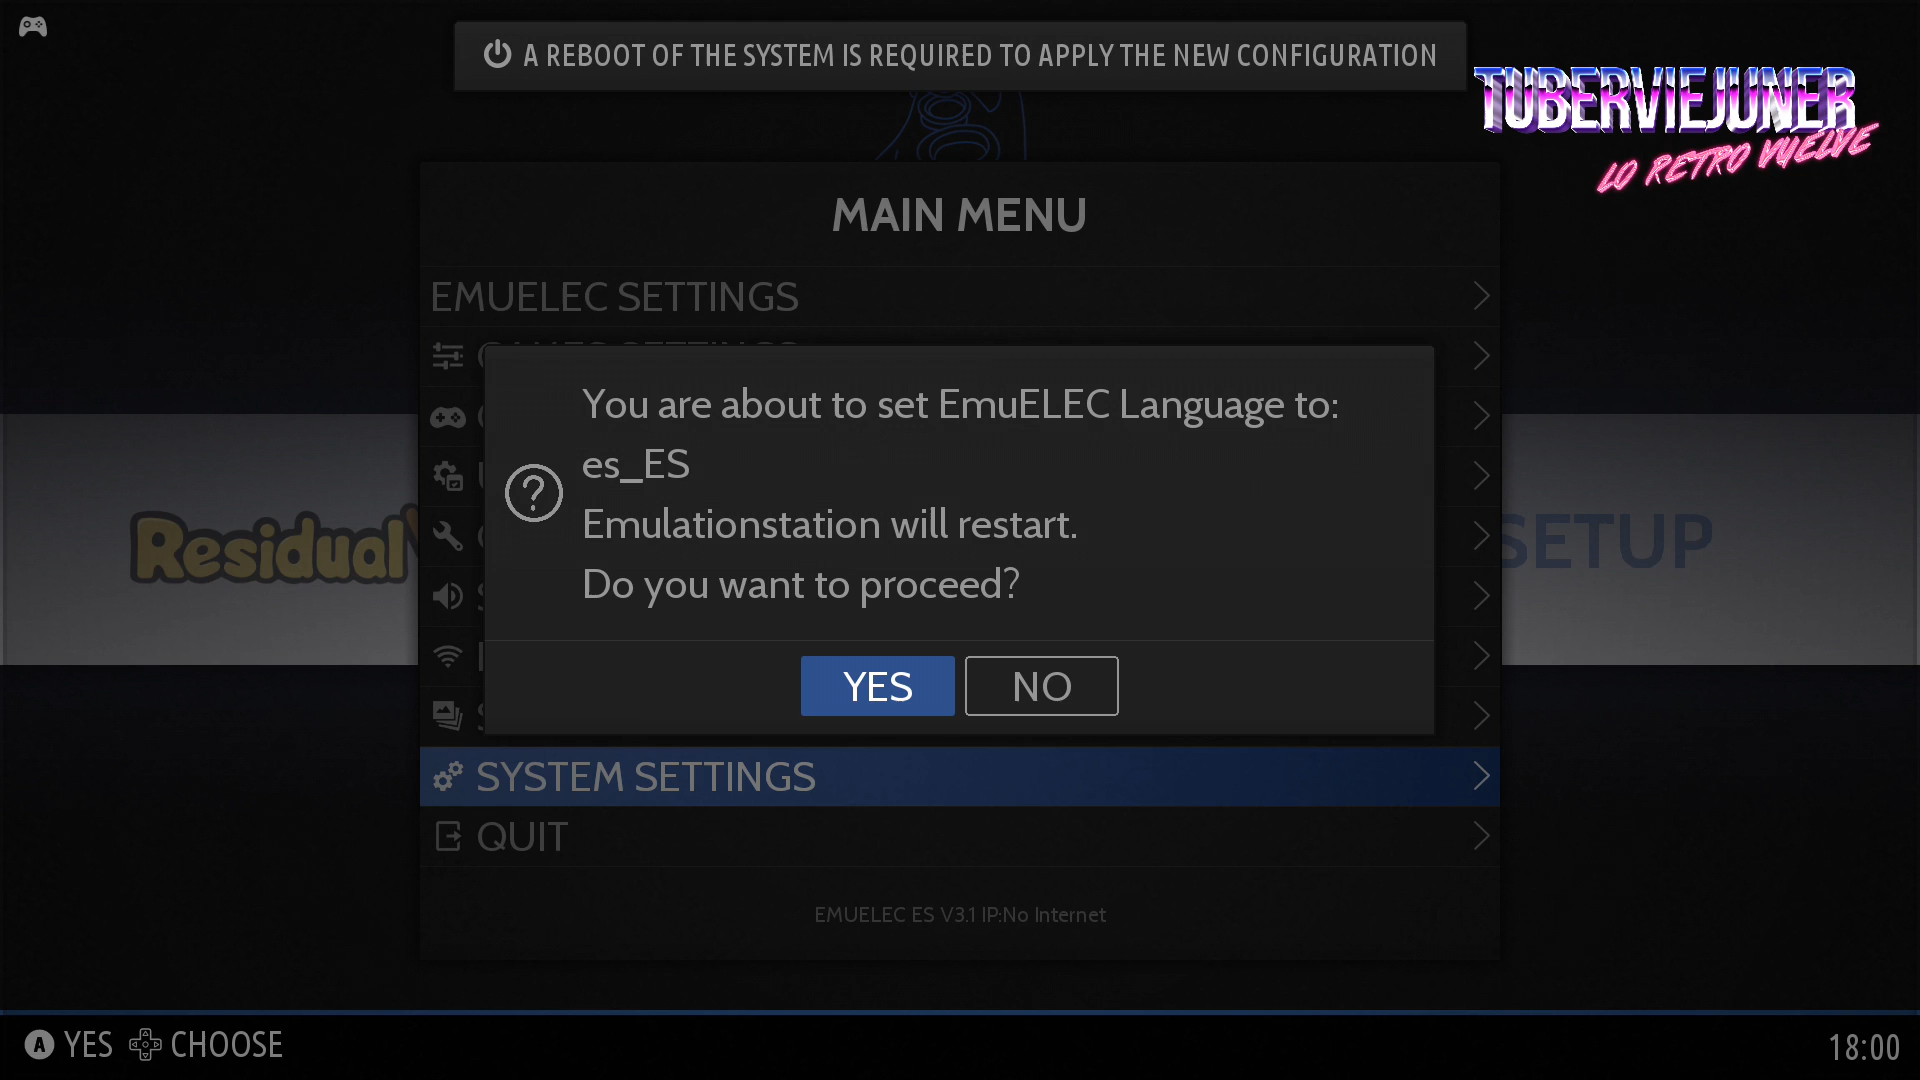 A REBOOT OF THE SYSTEM IS REQUIRED TO APPLY THE NEW CONFIGURATION
TUBERVIEJUNER
LO RETRO VUELVE
MAIN MENU
EMUELEC SETTINGS
You are about to set EmuELEC Language to:
es_ES
Emulationstation will restart.
Do you want to proceed?
Residual
SETUP
YES
NO
SYSTEM SETTINGS
QUIT
EMUELEC ES V3.1 IP:No Internet
A YES CHOOSE
18:00